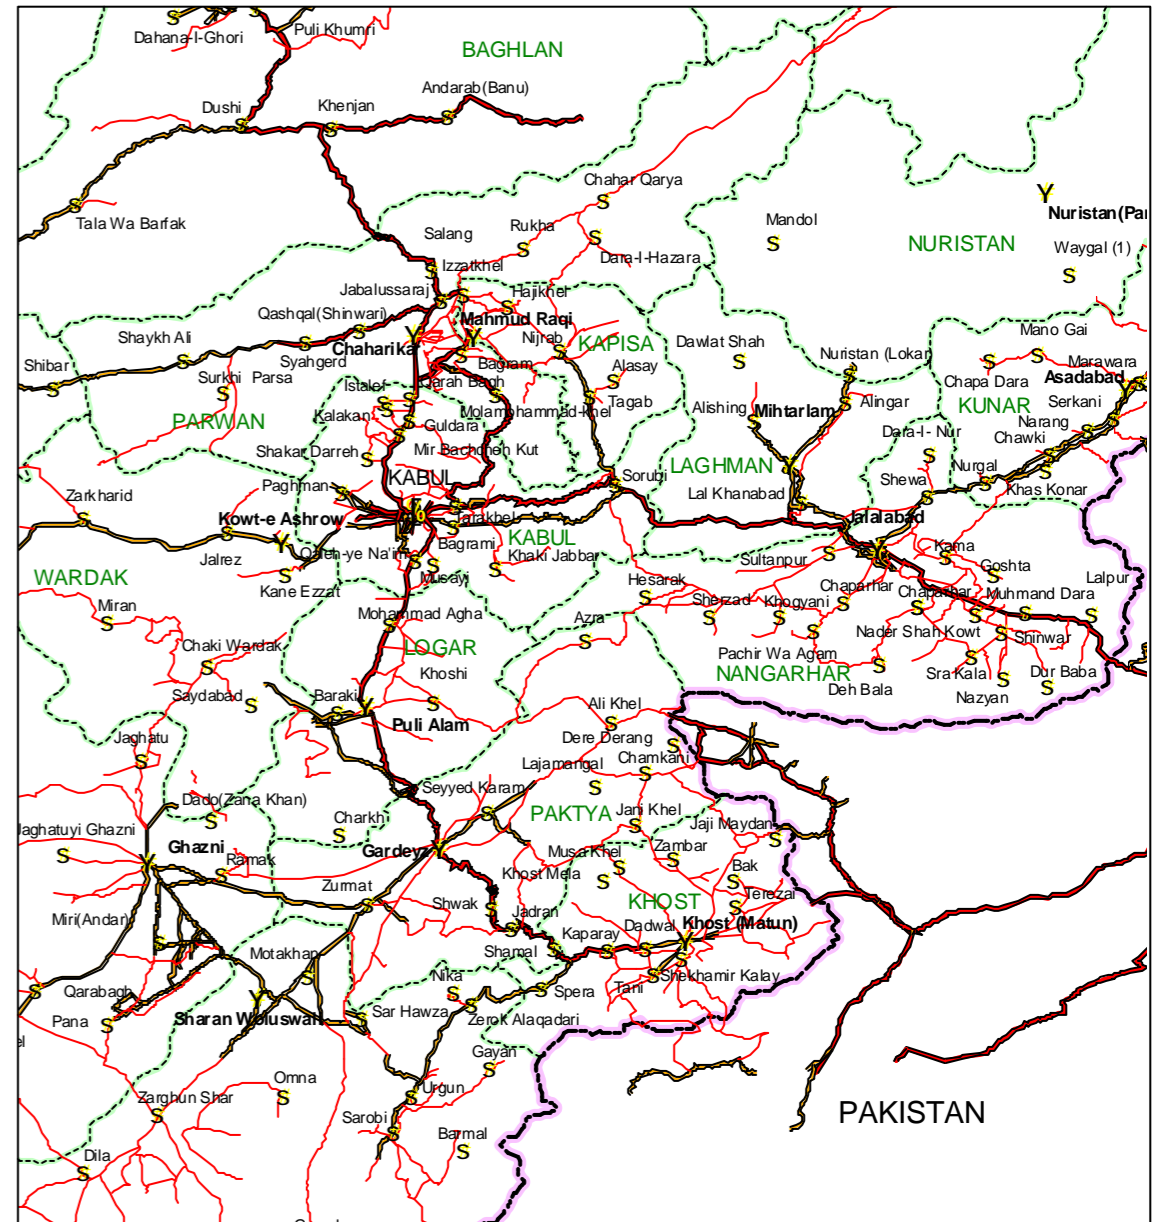 Dahana-I-Ghori
Puli Khumri
BAGHLAN
Andarab(Banu)
Dushi
Khenjan
Chahar Qarya
Tala Wa Barfak
Salang
Rukha
Mandol
Nuristan(Par
NURISTAN
Waygal (1)
Izzatkhel
Dara-I-Hazara
Jabalussaraj
Hajikhel
Qashqal(Shinwari)
Mahmud Raqi
Shaykh Ali
Chaharika
Nijrab
KAPISA
Dawlat Shah
Mano Gai
Shibar
Syahgerd
Bagram
Alasay
Nuristan (Lokar
Marawara
Surkhi Parsa
Istalef
Qarah Bagh
Chapa Dara
Asadabad
PARWAN
Kalakan
Molamohammad-khel
Tagab
Alishing
Mihtarlam
Alingar
KUNAR
Serkani
Guldara
Dara-I- Nur
Narang
Chawki
Shakar Darreh
Mir Bachcheh Kut
LAGHMAN
Nurgal
Paghman
KABUL
Sorubi
Shewa
Khas Konar
Zarkharid
Lal Khanabad
Kowt-e Ashrow
Tarakhel
Jalalabad
KABUL
Bagrami
Jalrez
Qaleh-ye Na'im
Khaki Jabbar
Sultanpur
Kama
WARDAK
Musayi
Hesarak
Goshta
Lalpur
Kane Ezzat
Chaparhar
Chaparhar
Muhmand Dara
Miran
Mohammad Agha
Azra
Sherzad
Khogyani
Chaki Wardak
LOGAR
Nader Shah Kowt
Shinwar
Pachir Wa Agam
Khoshi
NANGARHAR
Sra Kala
Dur Baba
Saydabad
Baraki
Deh Bala
Nazyan
Puli Alam
Ali Khel
Jaghatu
Dere Derang
Lajamangal
Chamkani
Dado(Zana Khan)
Seyyed Karam
PAKTYA
Jani Khel
Jaghatuyi Ghazni
Charkh
Jaji Maydan
Ghazni
Gardeyz
Musa Khel
Zambar
Ramak
Khost Mela
Bak
Zurmat
Terezai
KHOST
Miri(Andar)
Shwak
Jadran
Dadwal
Khost (Matun)
Motakhan
Shamal
Kaparay
Nika
Shekhamir Kalay
Qarabagh
Tani
Spera
Pana
Sharan Woluswali
Sar Hawza
Zerok Alaqadari
el
Gayan
Omna
Urgun
Zarghun Shar
Sarobi
PAKISTAN
Barmal
Dila